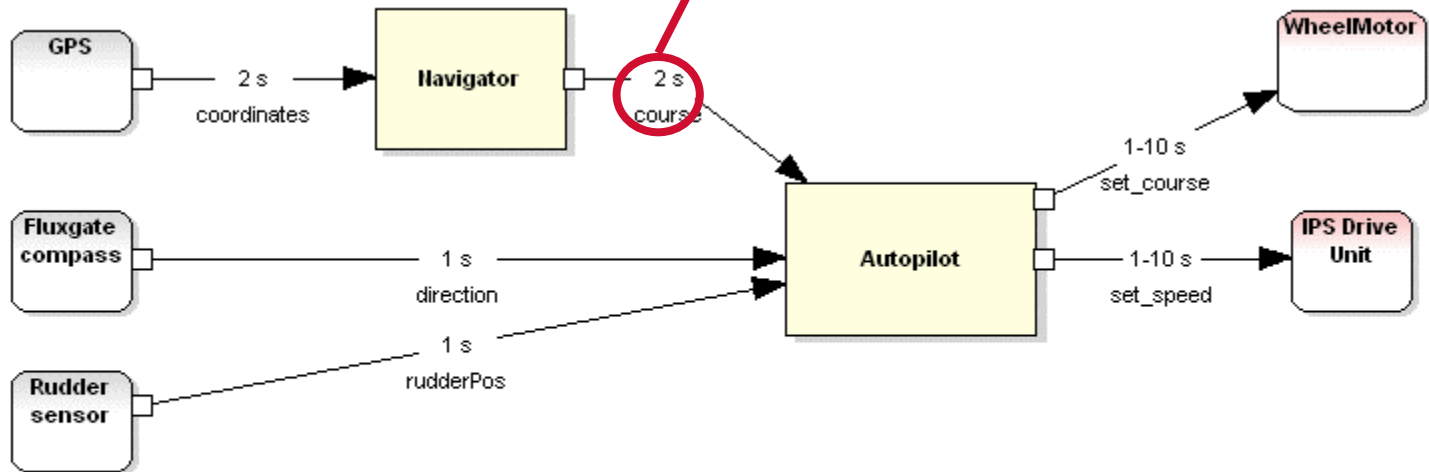 GPS
2 s
coordinates
Navigator
2 s
course
WheelMotor
1-10 s
set_course
Fluxgate
compass
1 s
direction
Autopilot
1-10 s
set_speed
IPS Drive
Unit
1 s
rudderPos
Rudder
sensor